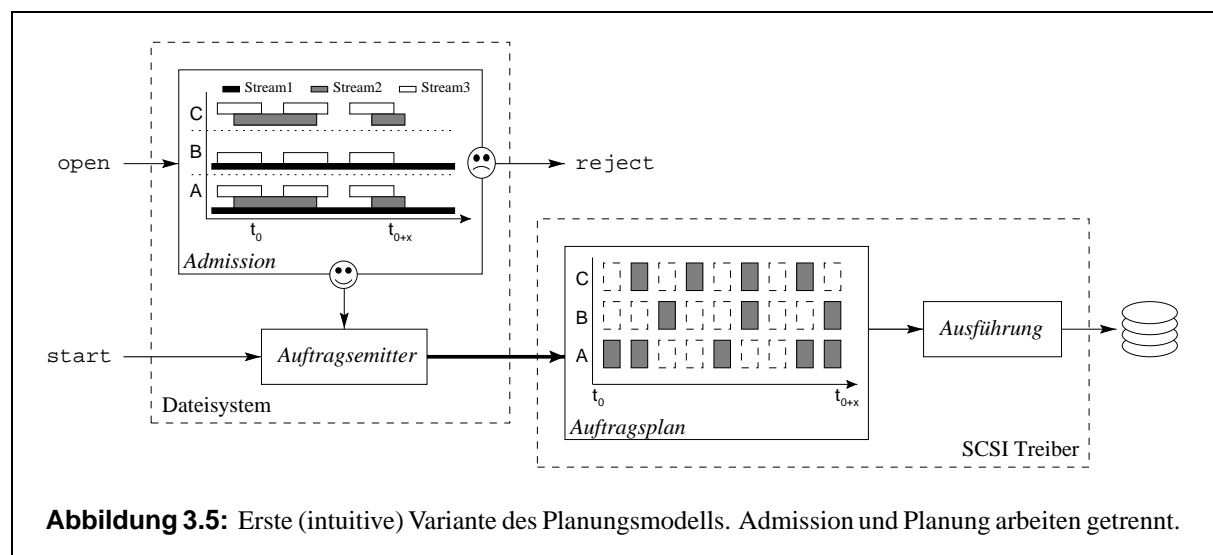 Stream1 Stream2 Stream3
C
B
A
t0 t0+x
Admission
open
reject
start
Auftragsemitter
Dateisystem
C
B
A
t0 t0+x
Auftragsplan
Ausführung
SCSI Treiber
Abbildung 3.5: Erste (intuitive) Variante des Planungsmodells. Admission und Planung arbeiten getrennt.